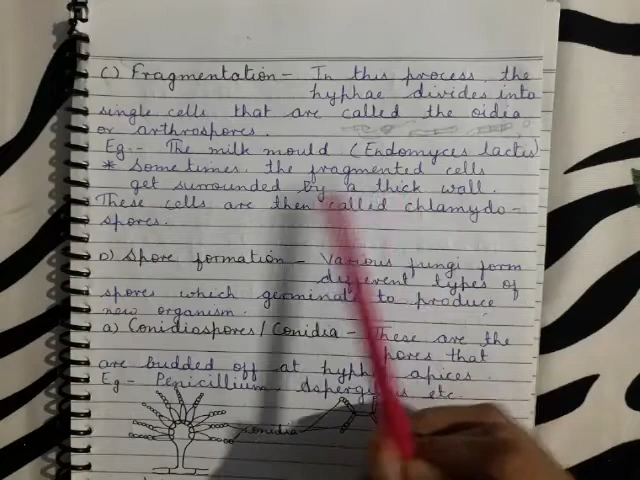 C) Fragmentation - In this process, the
hyphae divides into
single cells that are called the oidia
or arthrospores.
Eg:- The milk mould (Endomyces lactis)
* Sometimes, the fragmented cells
get surrounded by a thick wall.
These cells are then called chlamydo-
spores.
D) Spore formation - Various fungi form
different types of
spores which germinate to produce
new organism.
a) Conidiaspores / Conidia - These are the
spores that
are budded off at hyphal apices.
Eg - Penicillium, Aspergillus etc.
conidia